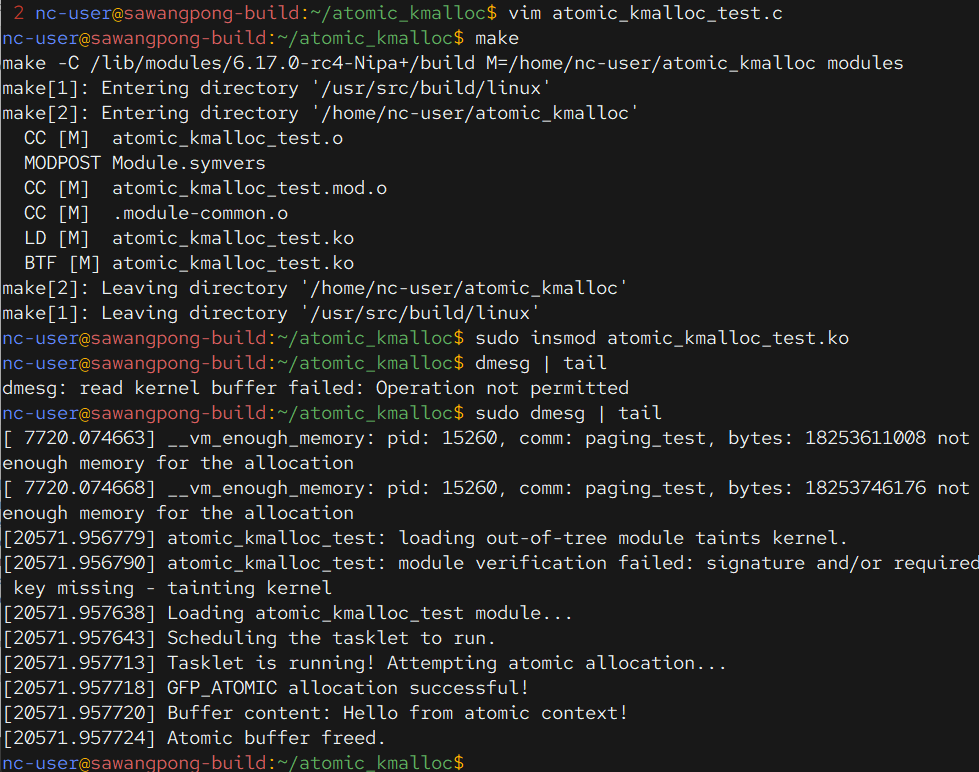 2 nc-user@sawangpong-build:~/atomic_kmalloc$ vim atomic_kmalloc_test.c
nc-user@sawangpong-build:~/atomic_kmalloc$ make
make -C /lib/modules/6.17.0-rc4-Nipa+/build M=/home/nc-user/atomic_kmalloc modules
make[1]: Entering directory '/usr/src/build/linux'
make[2]: Entering directory '/home/nc-user/atomic_kmalloc'
  CC [M]  atomic_kmalloc_test.o
  MODPOST Module.symvers
  CC [M]  atomic_kmalloc_test.mod.o
  CC [M]  .module-common.o
  LD [M]  atomic_kmalloc_test.ko
  BTF [M] atomic_kmalloc_test.ko
make[2]: Leaving directory '/home/nc-user/atomic_kmalloc'
make[1]: Leaving directory '/usr/src/build/linux'
nc-user@sawangpong-build:~/atomic_kmalloc$ sudo insmod atomic_kmalloc_test.ko
nc-user@sawangpong-build:~/atomic_kmalloc$ dmesg | tail
dmesg: read kernel buffer failed: Operation not permitted
nc-user@sawangpong-build:~/atomic_kmalloc$ sudo dmesg | tail
[ 7720.074663] __vm_enough_memory: pid: 15260, comm: paging_test, bytes: 18253611008 not
enough memory for the allocation
[ 7720.074668] __vm_enough_memory: pid: 15260, comm: paging_test, bytes: 18253746176 not
enough memory for the allocation
[20571.956779] atomic_kmalloc_test: loading out-of-tree module taints kernel.
[20571.956790] atomic_kmalloc_test: module verification failed: signature and/or required
 key missing - tainting kernel
[20571.957638] Loading atomic_kmalloc_test module...
[20571.957643] Scheduling the tasklet to run.
[20571.957713] Tasklet is running! Attempting atomic allocation...
[20571.957718] GFP_ATOMIC allocation successful!
[20571.957720] Buffer content: Hello from atomic context!
[20571.957724] Atomic buffer freed.
nc-user@sawangpong-build:~/atomic_kmalloc$